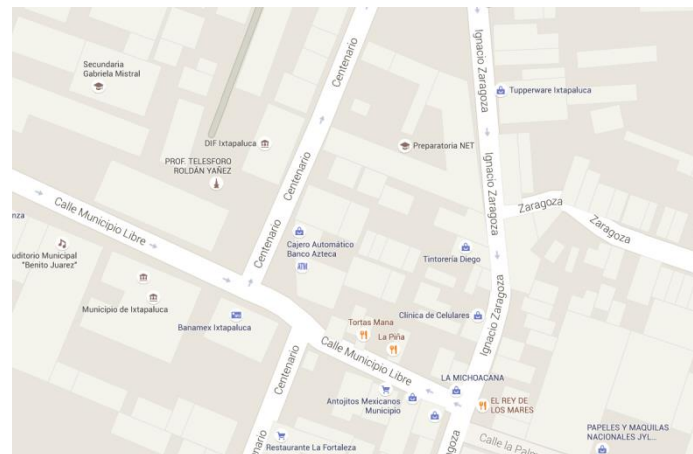 Secundaria
Gabriela Mistral
Centenario
Ignacio Zaragoza
Tupperware Ixtapaluca
DIF Ixtapaluca
Preparatoria NET
PROF. TELESFORO
ROLDÁN YAÑEZ
Centenario
Ignacio Zaragoza
Calle Municipio Libre
Zaragoza
Zaragoza
nza
uditorio Municipal
"Benito Juarez"
Centenario
Cajero Automático
Banco Azteca
ATM
Tintorería Diego
Municipio de Ixtapaluca
Banamex Ixtapaluca
Clínica de Celulares
Ignacio Zaragoza
Tortas Mana
La Piña
Calle Municipio Libre
Centenario
LA MICHOACANA
Antojitos Mexicanos
Municipio
EL REY DE
LOS MARES
PAPELES Y MAQUILAS
NACIONALES JYL...
Calle la Palm
goza
Restaurante La Fortaleza
nario